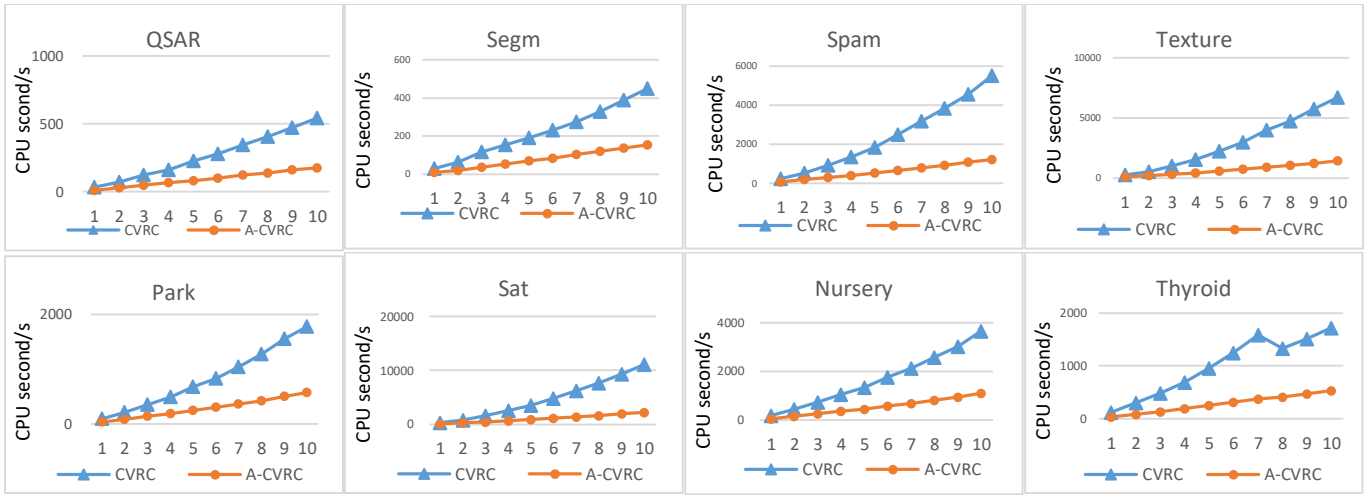 QSAR
CPU scond/s
1000
500
0
1 2 3 4 5 6 7 8 9 10
CVRC A-CVRC
Segm
CPU second/s
600
400
200
0
1 2 3 4 5 6 7 8 9 10
CVRC A-CVRC
Spam
CPU second/s
6000
4000
2000
0
1 2 3 4 5 6 7 8 9 10
CVRC A-CVRC
Texture
CPU second/s
10000
5000
0
1 2 3 4 5 6 7 8 9 10
CVRC A-CVRC
Park
CPU second/s
2000
0
1 2 3 4 5 6 7 8 9 10
CVRC A-CVRC
Sat
CPU second/s
20000
10000
0
1 2 3 4 5 6 7 8 9 10
CVRC A-CVRC
Nursery
CPU second/s
4000
2000
0
1 2 3 4 5 6 7 8 9 10
CVRC A-CVRC
Thyroid
CPU second/s
2000
1000
0
1 2 3 4 5 6 7 8 9 10
CVRC A-CVRC